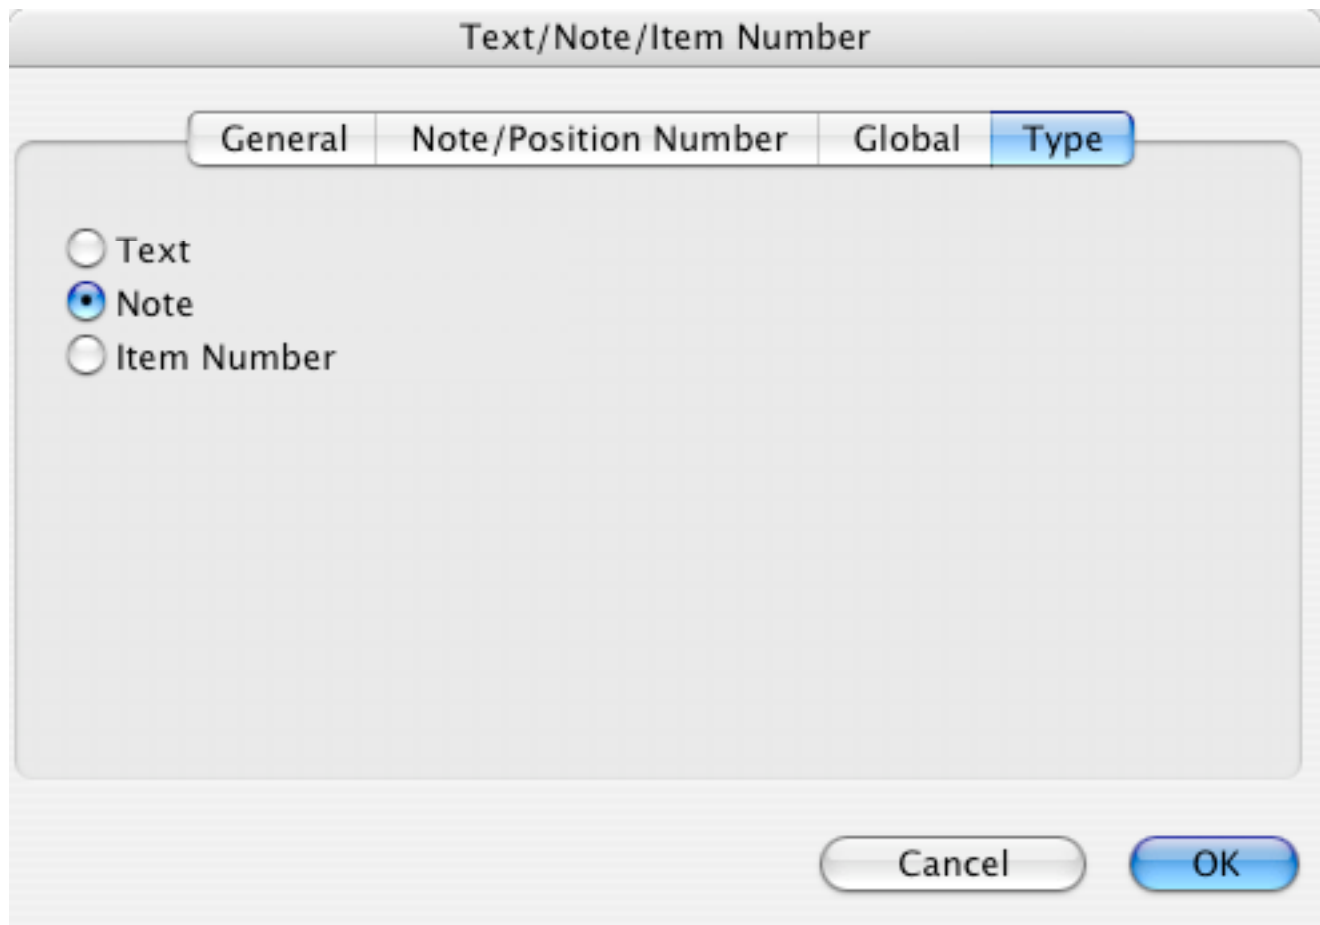 Text/Note/Item Number
General Note/Position Number Global Type
Text
Note
Item Number
Cancel OK